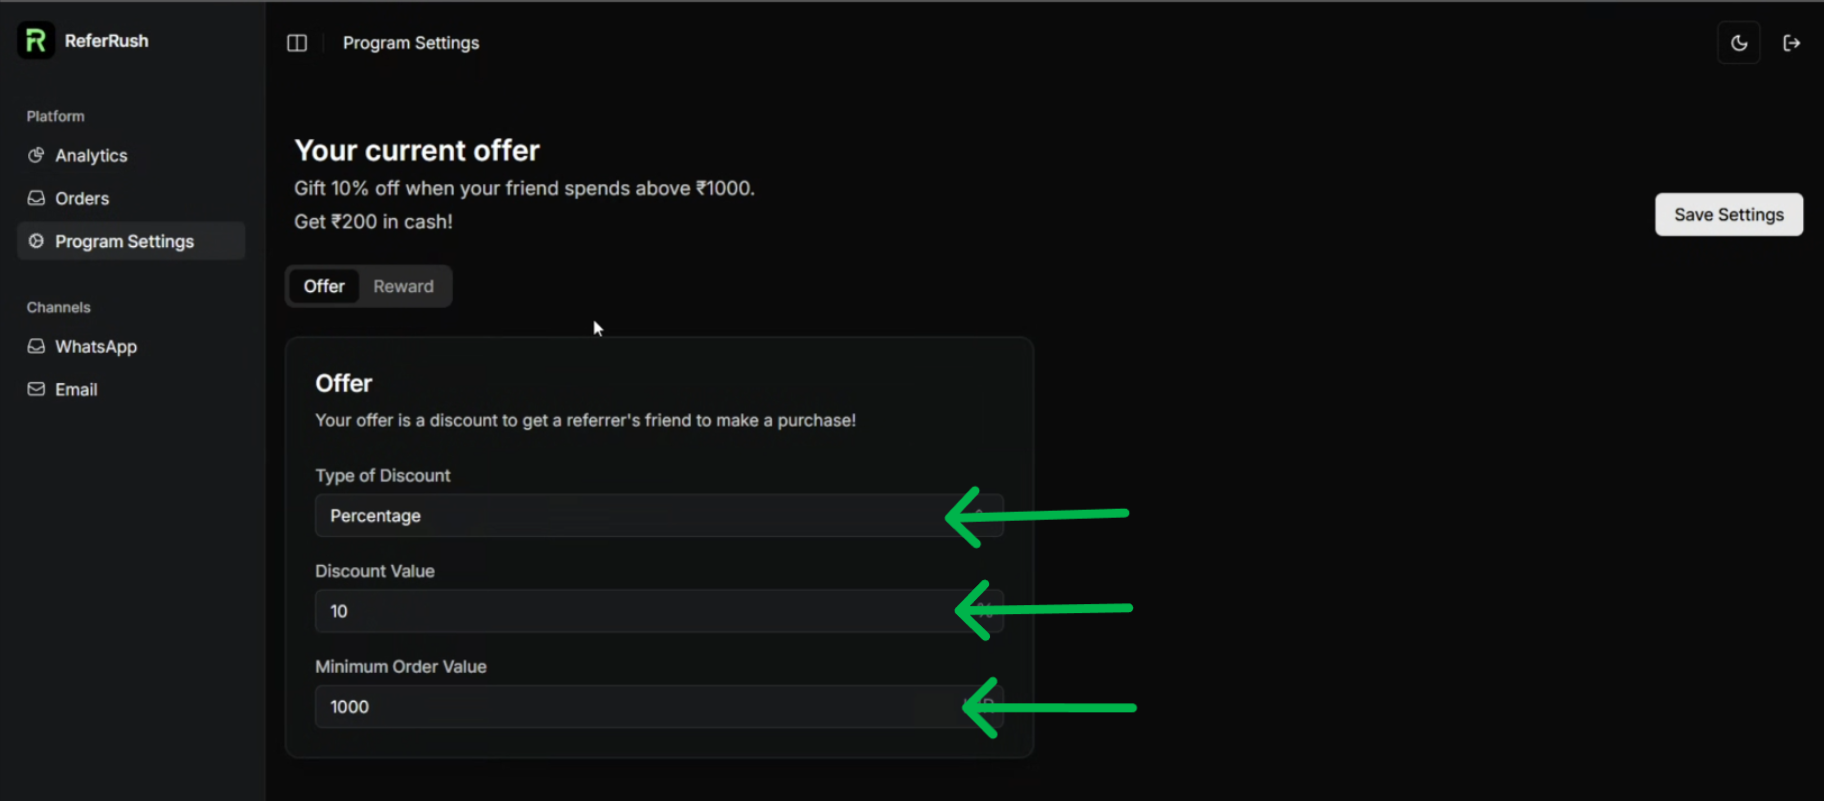 ReferRush
Program Settings
Platform
Analytics
Orders
Program Settings
Channels
WhatsApp
Email
Your current offer
Gift 10% off when your friend spends above ₹1000.
Get ₹200 in cash!
Save Settings
Offer
Reward
Offer
Your offer is a discount to get a referrer's friend to make a purchase!
Type of Discount
Percentage
Discount Value
10
Minimum Order Value
1000